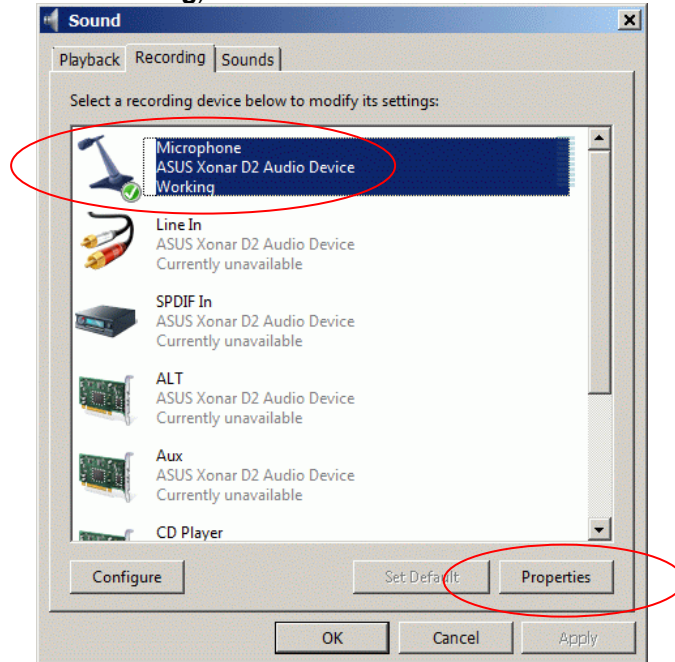 Sound
Playback Recording Sounds
Select a recording device below to modify its settings:
Microphone
ASUS Xonar D2 Audio Device
Working
Line In
ASUS Xonar D2 Audio Device
Currently unavailable
SPDIF In
ASUS Xonar D2 Audio Device
Currently unavailable
ALT
ASUS Xonar D2 Audio Device
Currently unavailable
Aux
ASUS Xonar D2 Audio Device
Currently unavailable
CD Player
Configure Set Default Properties
OK Cancel Apply